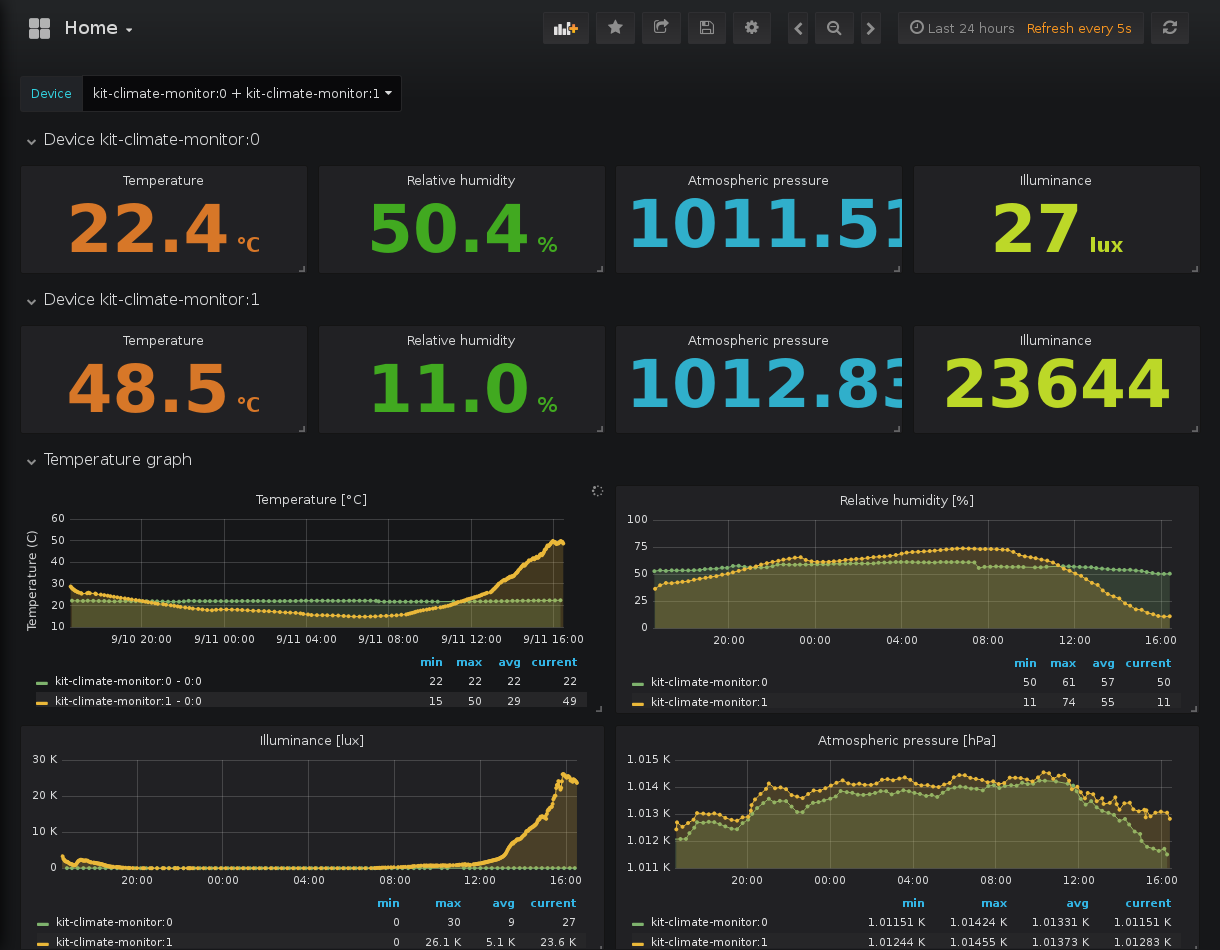 Home
Last 24 hours Refresh every 5s
Device kit-climate-monitor:0 + kit-climate-monitor:1
Device kit-climate-monitor:0
Temperature Relative humidity Atmospheric pressure Illuminance
22.4 °C 50.4 % 1011.51 27 lux
Device kit-climate-monitor:1
Temperature Relative humidity Atmospheric pressure Illuminance
48.5 °C 11.0 % 1012.83 23644
Temperature graph
Temperature [°C]
Temperature (C)
60
50
40
30
20
10
9/10 20:00 9/11 00:00 9/11 04:00 9/11 08:00 9/11 12:00 9/11 16:00
min max avg current
kit-climate-monitor:0 - 0:0 22 22 22 22
kit-climate-monitor:1 - 0:0 15 50 29 49
Relative humidity [%]
100
75
50
25
0
20:00 00:00 04:00 08:00 12:00 16:00
min max avg current
kit-climate-monitor:0 50 61 57 50
kit-climate-monitor:1 11 74 55 11
Illuminance [lux]
30 K
20 K
10 K
0
20:00 00:00 04:00 08:00 12:00 16:00
min max avg current
kit-climate-monitor:0 0 30 9 27
kit-climate-monitor:1 0 26.1 K 5.1 K 23.6 K
Atmospheric pressure [hPa]
1.015 K
1.014 K
1.013 K
1.012 K
1.011 K
20:00 00:00 04:00 08:00 12:00 16:00
min max avg current
kit-climate-monitor:0 1.01151 K 1.01424 K 1.01331 K 1.01151 K
kit-climate-monitor:1 1.01244 K 1.01455 K 1.01373 K 1.01283 K